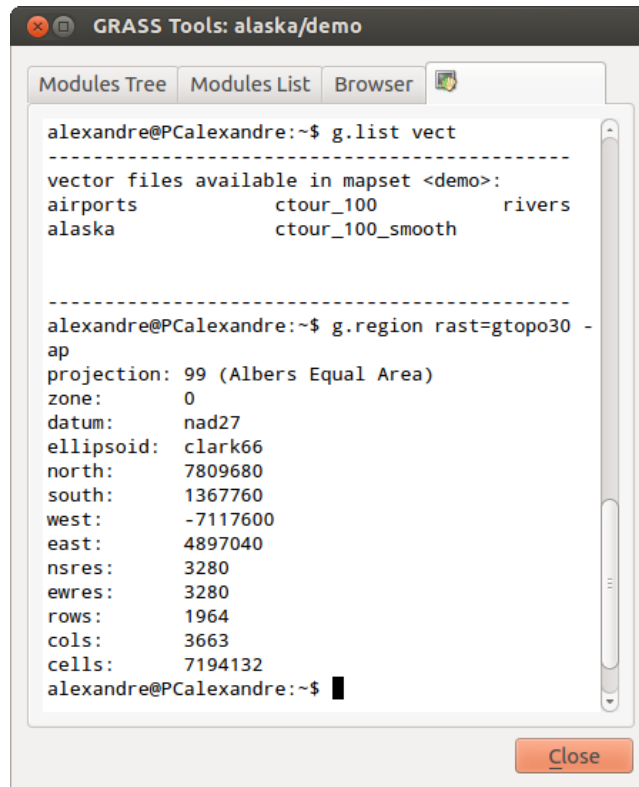 GRASS Tools: alaska/demo
Modules Tree Modules List Browser
alexandre@PCalexandre:~$ g.list vect
----------------------------------------------
vector files available in mapset <demo>:
airports ctour_100 rivers
alaska ctour_100_smooth
----------------------------------------------
alexandre@PCalexandre:~$ g.region rast=gtopo30 -
ap
projection: 99 (Albers Equal Area)
zone: 0
datum: nad27
ellipsoid: clark66
north: 7809680
south: 1367760
west: -7117600
east: 4897040
nsres: 3280
ewres: 3280
rows: 1964
cols: 3663
cells: 7194132
alexandre@PCalexandre:~$
Close